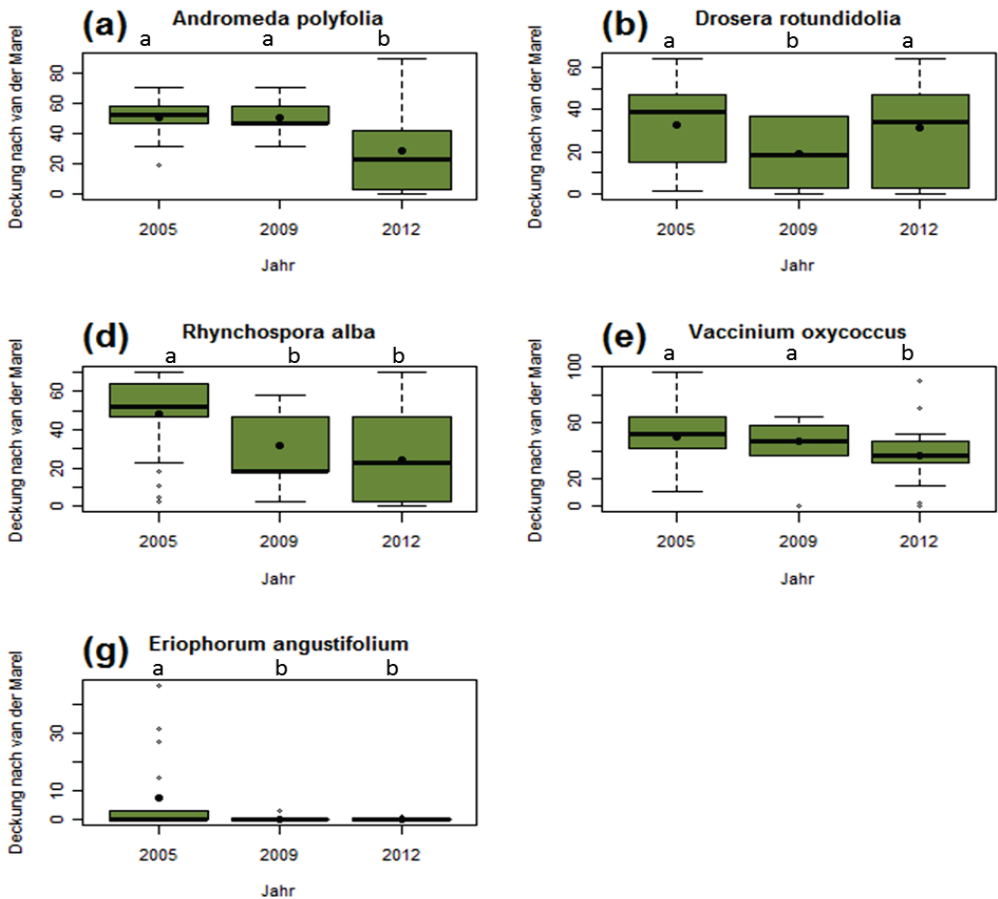 (a) Andromeda polyfolia
a a b
Deckung nach van der Marel
80
60
40
20
0
2005 2009 2012
Jahr
(b) Drosera rotundidolia
a b a
Deckung nach van der Marel
60
40
20
0
2005 2009 2012
Jahr
(d) Rhynchospora alba
a b b
Deckung nach van der Marel
60
40
20
0
2005 2009 2012
Jahr
(e) Vaccinium oxycoccus
a a b
Deckung nach van der Marel
100
60
20
0
2005 2009 2012
Jahr
(g) Eriophorum angustifolium
a b b
Deckung nach van der Marel
30
10
0
2005 2009 2012
Jahr